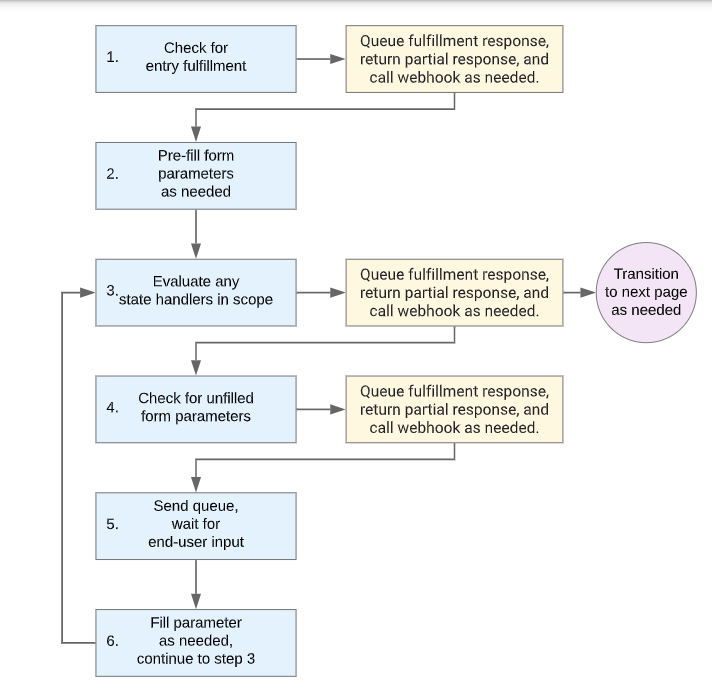 1. Check for
entry fulfillment
Queue fulfillment response,
return partial response, and
call webhook as needed.
2. Pre-fill form
parameters
as needed
3. Evaluate any
state handlers in scope
Queue fulfillment response,
return partial response, and
call webhook as needed.
Transition
to next page
as needed
4. Check for unfilled
form parameters
Queue fulfillment response,
return partial response, and
call webhook as needed.
5. Send queue,
wait for
end-user input
6. Fill parameter
as needed,
continue to step 3